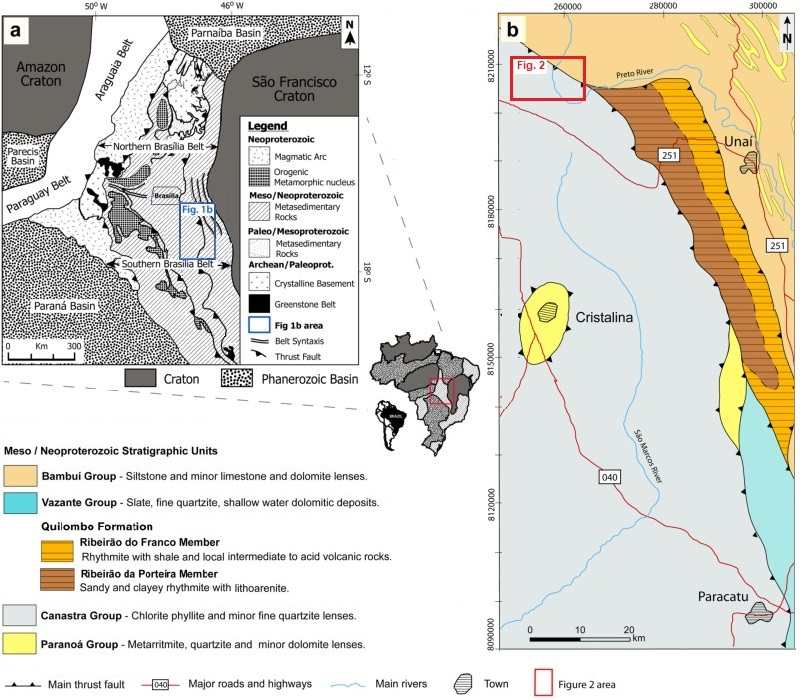 a
50°W
46°W
N
Parnaíba Basin
Amazon
Craton
Araguaia Belt
São Francisco
Craton
12°S
Parecis
Basin
Northern Brasília Belt
Paraguay Belt
Brasília
Fig. 1b
Southern Brasília Belt
18°S
Paraná Basin
0 Km 300
Legend
Neoproterozoic
Magmatic Arc
Orogenic
Metamorphic nucleus
Meso/Neoproterozoic
Metasedimentary
Rocks
Paleo/Mesoproterozoic
Metasedimentary
Rocks
Archean/Paleoprot.
Crystalline Basement
Greenstone Belt
Fig 1b area
Belt Syntaxis
Thrust Fault
Craton
Phanerozoic Basin
BRAZIL
b
260000
280000
300000
N
8210000
Fig. 2
Preto River
Unaí
251
8180000
251
Cristalina
8150000
São Marcos River
040
8120000
Paracatu
0 10 20
km
8090000
Meso / Neoproterozoic Stratigraphic Units
Bambuí Group - Siltstone and minor limestone and dolomite lenses.
Vazante Group - Slate, fine quartzite, shallow water dolomitic deposits.
Quilombo Formation
Ribeirão do Franco Member
Rhythmite with shale and local intermediate to acid volcanic rocks.
Ribeirão da Porteira Member
Sandy and clayey rhythmite with lithoarenite.
Canastra Group - Chlorite phyllite and minor fine quartzite lenses.
Paranoá Group - Metarritmite, quartzite and minor dolomite lenses.
Main thrust fault
040
Major roads and highways
Main rivers
Town
Figure 2 area